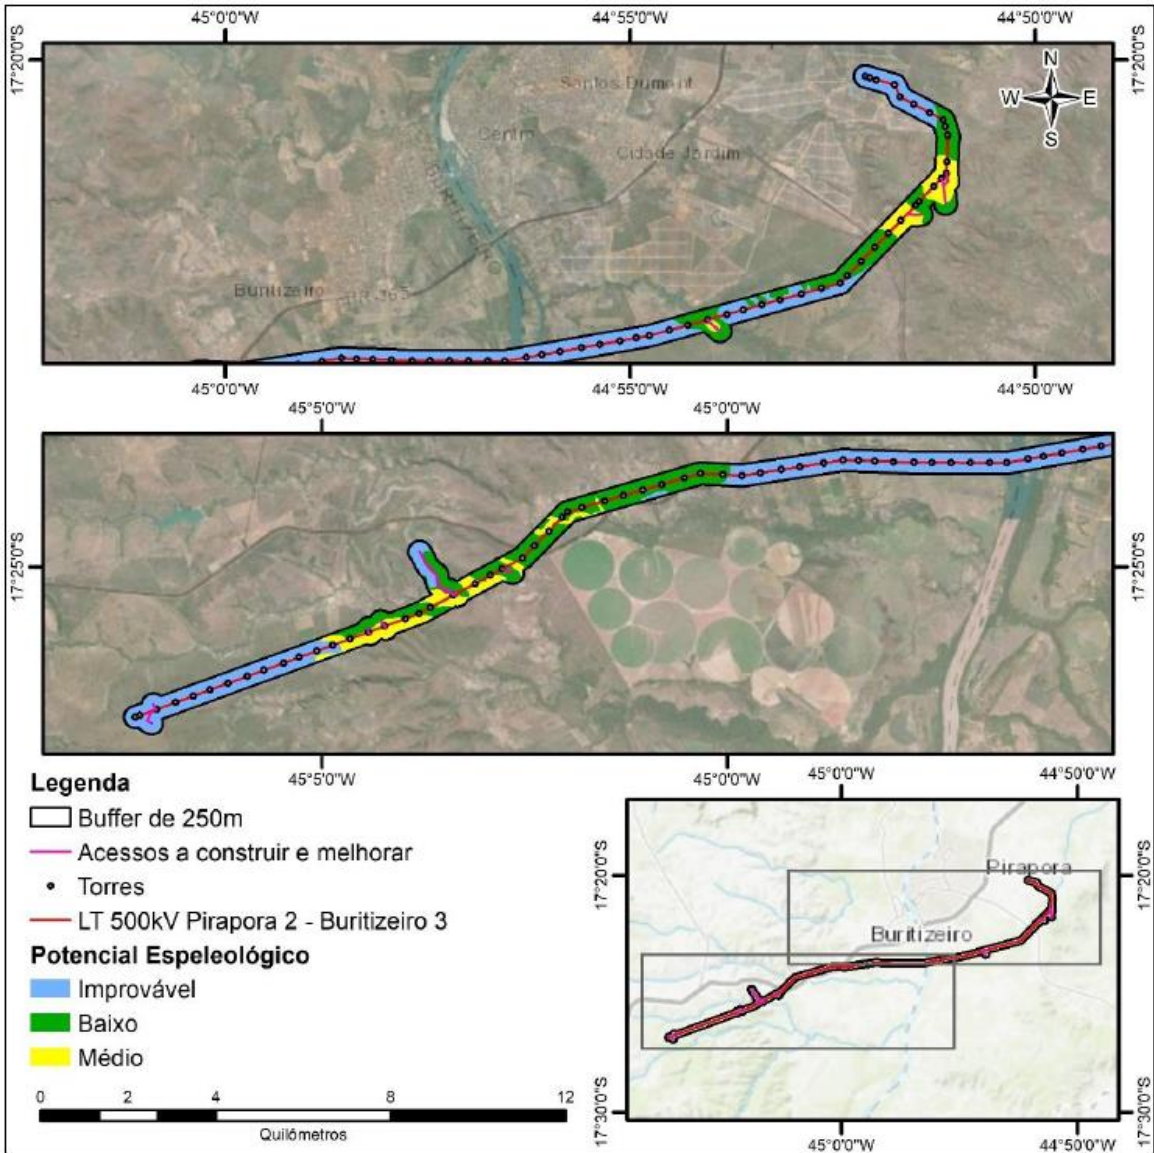 45°0'0"W 44°55'0"W 44°50'0"W
17°20'0"S 17°20'0"S
N
W E
S
Santos Dumont
Centro
Cidade Jardim
Buritizeiro
BR-365
45°0'0"W 44°55'0"W 44°50'0"W
45°5'0"W 45°0'0"W
17°25'0"S 17°25'0"S
45°5'0"W 45°0'0"W
Legenda
Buffer de 250m
Acessos a construir e melhorar
Torres
LT 500kV Pirapora 2 - Buritizeiro 3
Potencial Espeleológico
Improvável
Baixo
Médio
0 2 4 8 12
Quilômetros
45°0'0"W 44°50'0"W
17°20'0"S 17°20'0"S
Pirapora
Buritizeiro
17°30'0"S 17°30'0"S
45°0'0"W 44°50'0"W